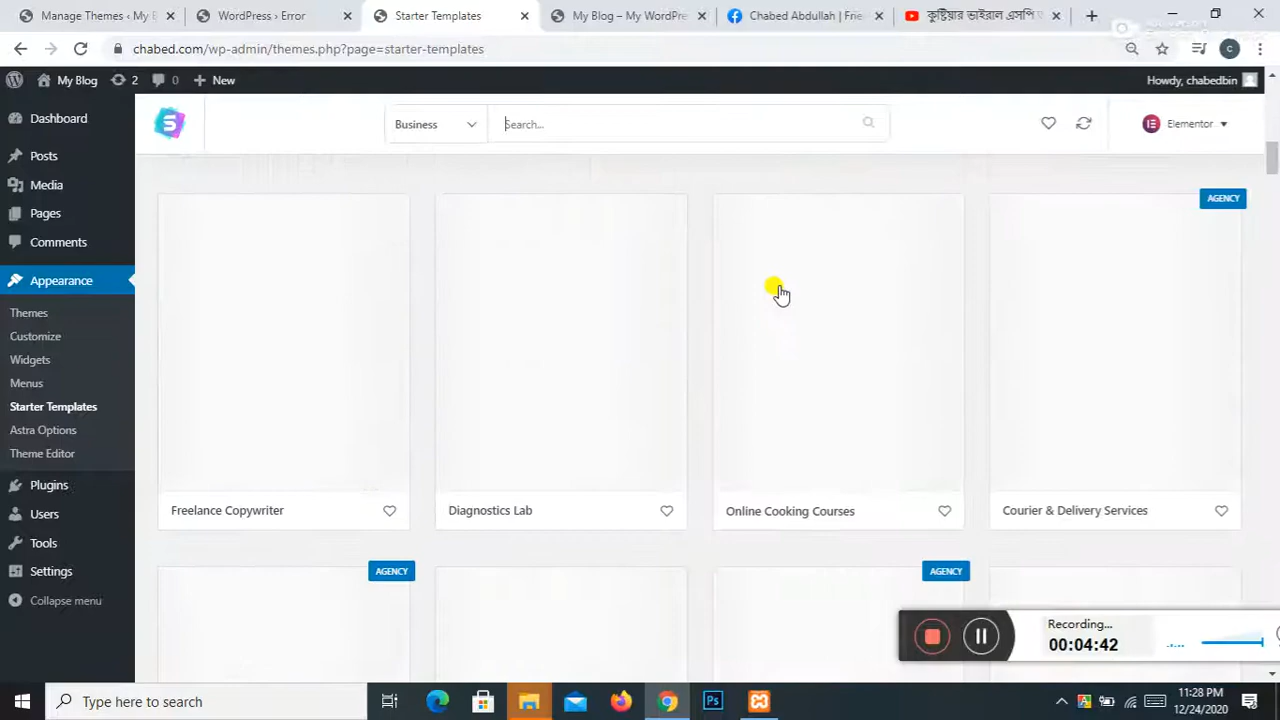 Manage Themes ‹ My B
WordPress › Error
Starter Templates
My Blog – My WordPre
Chabed Abdullah | Frie
কুষ্টিয়ার ভাইরাল এসপি
chabed.com/wp-admin/themes.php?page=starter-templates
My Blog
2
0
New
Howdy, chabedbin
Dashboard
Posts
Media
Pages
Comments
Appearance
Themes
Customize
Widgets
Menus
Starter Templates
Astra Options
Theme Editor
Plugins
Users
Tools
Settings
Collapse menu
Business
Search...
Elementor
AGENCY
Freelance Copywriter
Diagnostics Lab
Online Cooking Courses
Courier & Delivery Services
AGENCY
AGENCY
Recording...
00:04:42
Type here to search
11:28 PM
12/24/2020